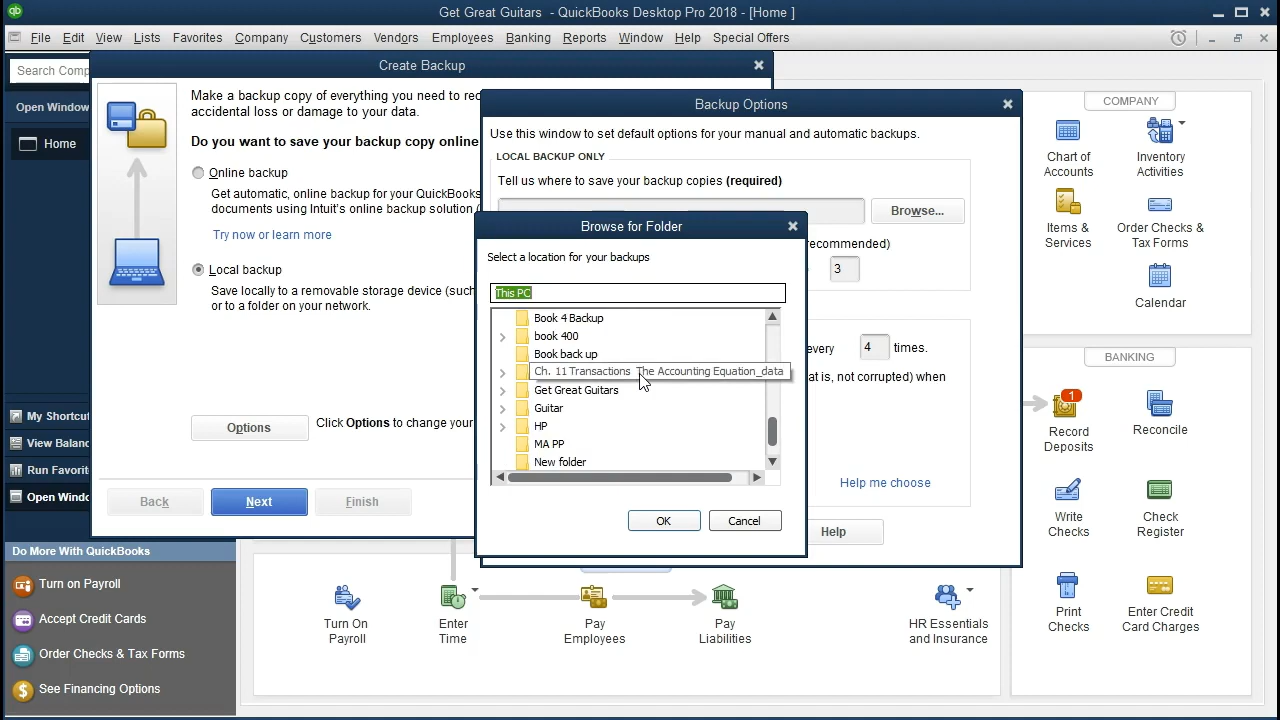 Get Great Guitars - QuickBooks Desktop Pro 2018 - [Home ]
File Edit View Lists Favorites Company Customers Vendors Employees Banking Reports Window Help Special Offers
Search Comp
Open Window
Home
My Shortcut
View Balanc
Run Favorit
Open Windo
Do More With QuickBooks
Turn on Payroll
Accept Credit Cards
Order Checks & Tax Forms
See Financing Options
Create Backup
Make a backup copy of everything you need to rec
accidental loss or damage to your data.
Do you want to save your backup copy online
Online backup
Get automatic, online backup for your QuickBooks
documents using Intuit's online backup solution (
Try now or learn more
Local backup
Save locally to a removable storage device (such
or to a folder on your network.
Options
Click Options to change your
Back
Next
Finish
Backup Options
Use this window to set default options for your manual and automatic backups.
LOCAL BACKUP ONLY
Tell us where to save your backup copies (required)
Browse...
recommended)
3
every 4 times.
at is, not corrupted) when
Help me choose
Help
Browse for Folder
Select a location for your backups
This PC
Book 4 Backup
book 400
Book back up
Ch. 11 Transactions The Accounting Equation_data
Get Great Guitars
Guitar
HP
MA PP
New folder
OK
Cancel
COMPANY
Chart of
Accounts
Inventory
Activities
Items &
Services
Order Checks &
Tax Forms
Calendar
BANKING
1
Record
Deposits
Reconcile
Write
Checks
Check
Register
Print
Checks
Enter Credit
Card Charges
Turn On
Payroll
Enter
Time
Pay
Employees
Pay
Liabilities
HR Essentials
and Insurance